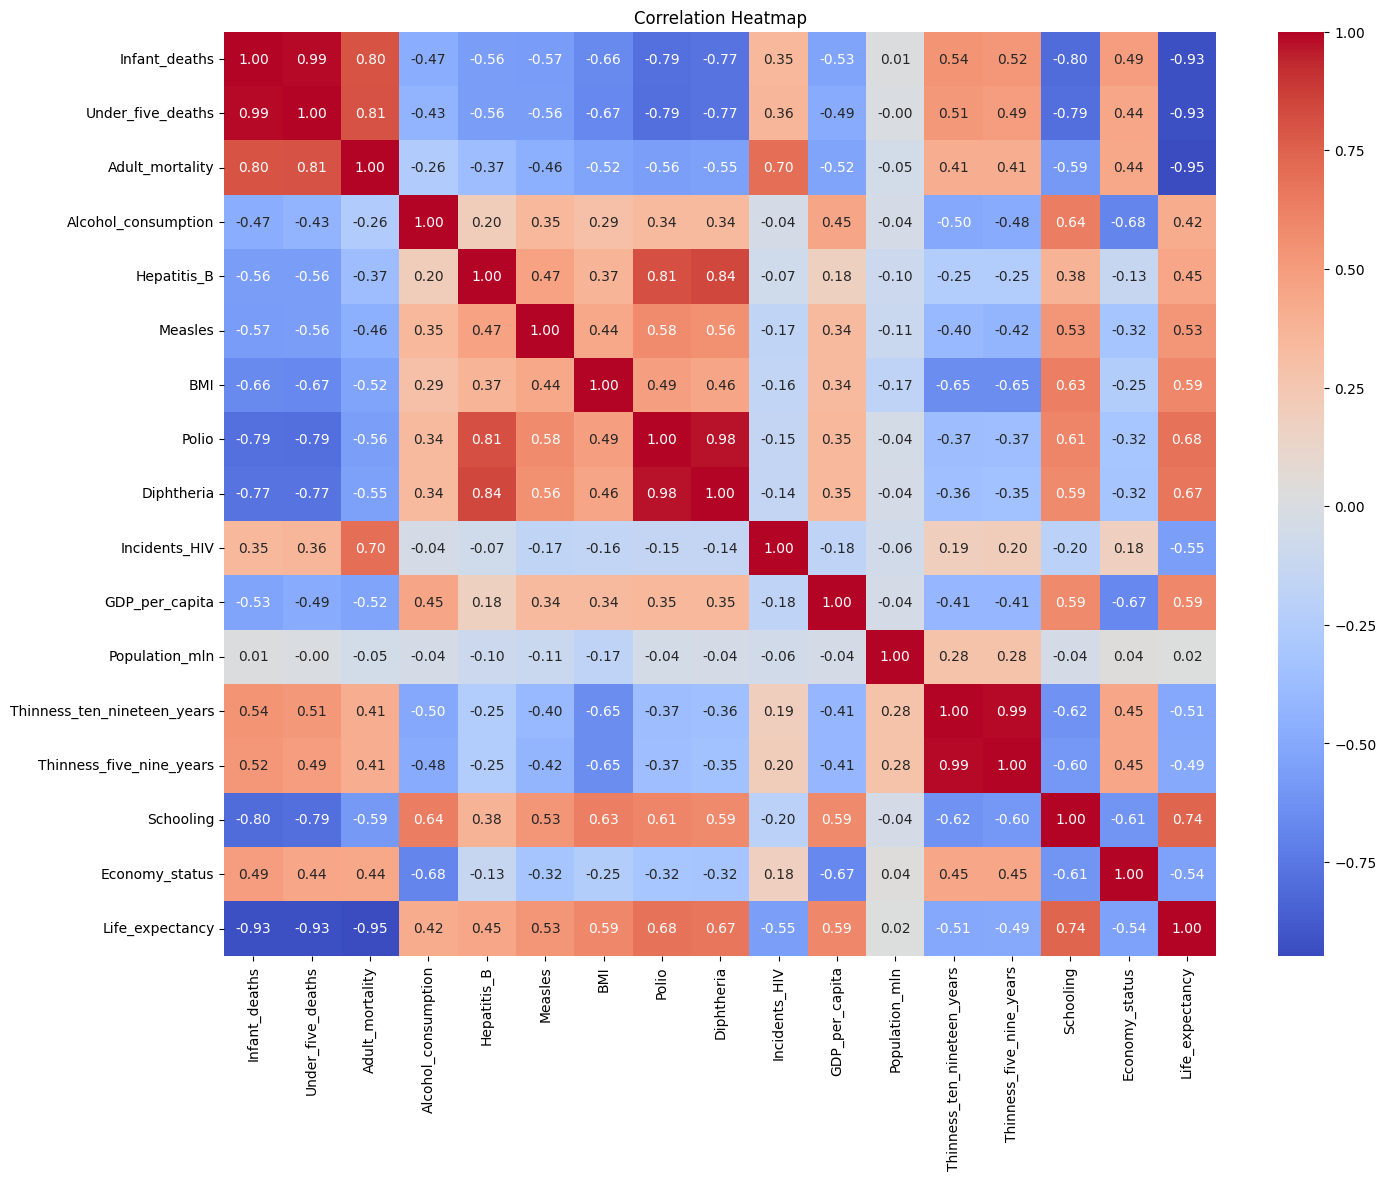 Correlation Heatmap
Infant_deaths 1.00 0.99 0.80 -0.47 -0.56 -0.57 -0.66 -0.79 -0.77 0.35 -0.53 0.01 0.54 0.52 -0.80 0.49 -0.93
Under_five_deaths 0.99 1.00 0.81 -0.43 -0.56 -0.56 -0.67 -0.79 -0.77 0.36 -0.49 -0.00 0.51 0.49 -0.79 0.44 -0.93
Adult_mortality 0.80 0.81 1.00 -0.26 -0.37 -0.46 -0.52 -0.56 -0.55 0.70 -0.52 -0.05 0.41 0.41 -0.59 0.44 -0.95
Alcohol_consumption -0.47 -0.43 -0.26 1.00 0.20 0.35 0.29 0.34 0.34 -0.04 0.45 -0.04 -0.50 -0.48 0.64 -0.68 0.42
Hepatitis_B -0.56 -0.56 -0.37 0.20 1.00 0.47 0.37 0.81 0.84 -0.07 0.18 -0.10 -0.25 -0.25 0.38 -0.13 0.45
Measles -0.57 -0.56 -0.46 0.35 0.47 1.00 0.44 0.58 0.56 -0.17 0.34 -0.11 -0.40 -0.42 0.53 -0.32 0.53
BMI -0.66 -0.67 -0.52 0.29 0.37 0.44 1.00 0.49 0.46 -0.16 0.34 -0.17 -0.65 -0.65 0.63 -0.25 0.59
Polio -0.79 -0.79 -0.56 0.34 0.81 0.58 0.49 1.00 0.98 -0.15 0.35 -0.04 -0.37 -0.37 0.61 -0.32 0.68
Diphtheria -0.77 -0.77 -0.55 0.34 0.84 0.56 0.46 0.98 1.00 -0.14 0.35 -0.04 -0.36 -0.35 0.59 -0.32 0.67
Incidents_HIV 0.35 0.36 0.70 -0.04 -0.07 -0.17 -0.16 -0.15 -0.14 1.00 -0.18 -0.06 0.19 0.20 -0.20 0.18 -0.55
GDP_per_capita -0.53 -0.49 -0.52 0.45 0.18 0.34 0.34 0.35 0.35 -0.18 1.00 -0.04 -0.41 -0.41 0.59 -0.67 0.59
Population_mln 0.01 -0.00 -0.05 -0.04 -0.10 -0.11 -0.17 -0.04 -0.04 -0.06 -0.04 1.00 0.28 0.28 -0.04 0.04 0.02
Thinness_ten_nineteen_years 0.54 0.51 0.41 -0.50 -0.25 -0.40 -0.65 -0.37 -0.36 0.19 -0.41 0.28 1.00 0.99 -0.62 0.45 -0.51
Thinness_five_nine_years 0.52 0.49 0.41 -0.48 -0.25 -0.42 -0.65 -0.37 -0.35 0.20 -0.41 0.28 0.99 1.00 -0.60 0.45 -0.49
Schooling -0.80 -0.79 -0.59 0.64 0.38 0.53 0.63 0.61 0.59 -0.20 0.59 -0.04 -0.62 -0.60 1.00 -0.61 0.74
Economy_status 0.49 0.44 0.44 -0.68 -0.13 -0.32 -0.25 -0.32 -0.32 0.18 -0.67 0.04 0.45 0.45 -0.61 1.00 -0.54
Life_expectancy -0.93 -0.93 -0.95 0.42 0.45 0.53 0.59 0.68 0.67 -0.55 0.59 0.02 -0.51 -0.49 0.74 -0.54 1.00
Infant_deaths
Under_five_deaths
Adult_mortality
Alcohol_consumption
Hepatitis_B
Measles
BMI
Polio
Diphtheria
Incidents_HIV
GDP_per_capita
Population_mln
Thinness_ten_nineteen_years
Thinness_five_nine_years
Schooling
Economy_status
Life_expectancy
1.00
0.75
0.50
0.25
0.00
−0.25
−0.50
−0.75